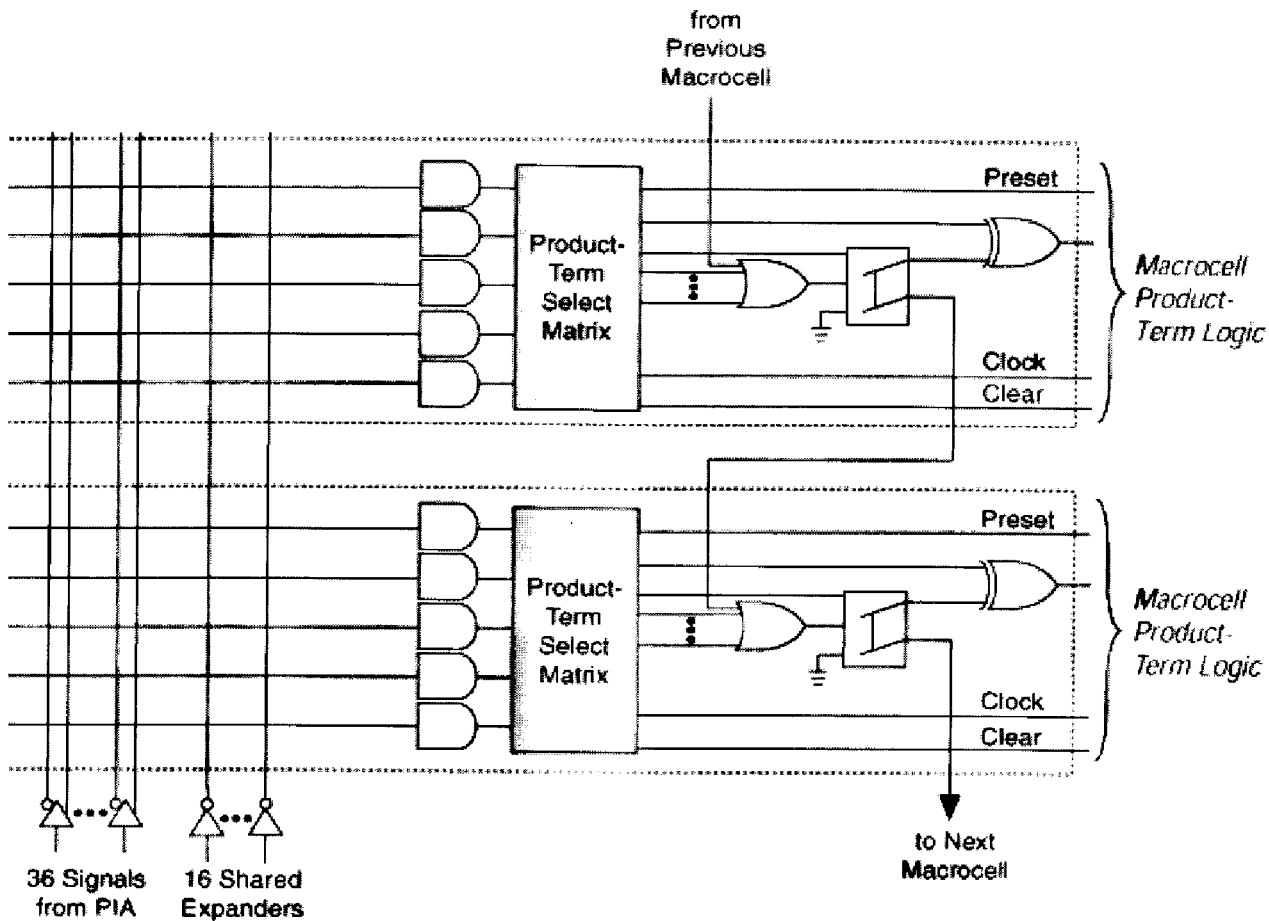 from
Previous
Macrocell
Preset
Product-
Term
Select
Matrix
Macrocell
Product-
Term Logic
Clock
Clear
Preset
Product-
Term
Select
Matrix
Macrocell
Product-
Term Logic
Clock
Clear
36 Signals
from PIA
16 Shared
Expanders
to Next
Macrocell